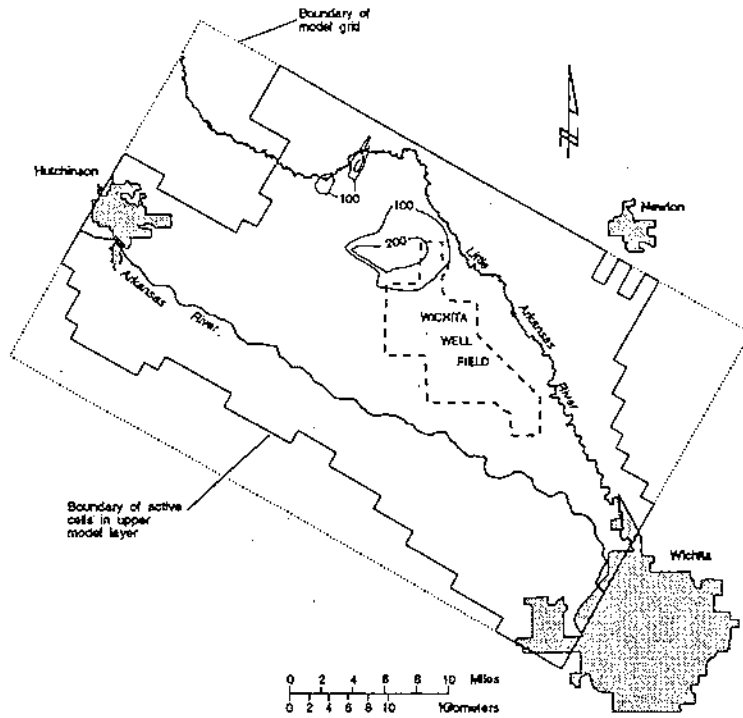 Boundary of
model grid
N
Hutchinson
Newton
100
100
200
Little
Arkansas
River
Arkansas
River
WICHITA
WELL
FIELD
Boundary of active
cells in upper
model layer
Wichita
0 2 4 6 8 10 Miles
0 2 4 6 8 10 Kilometers